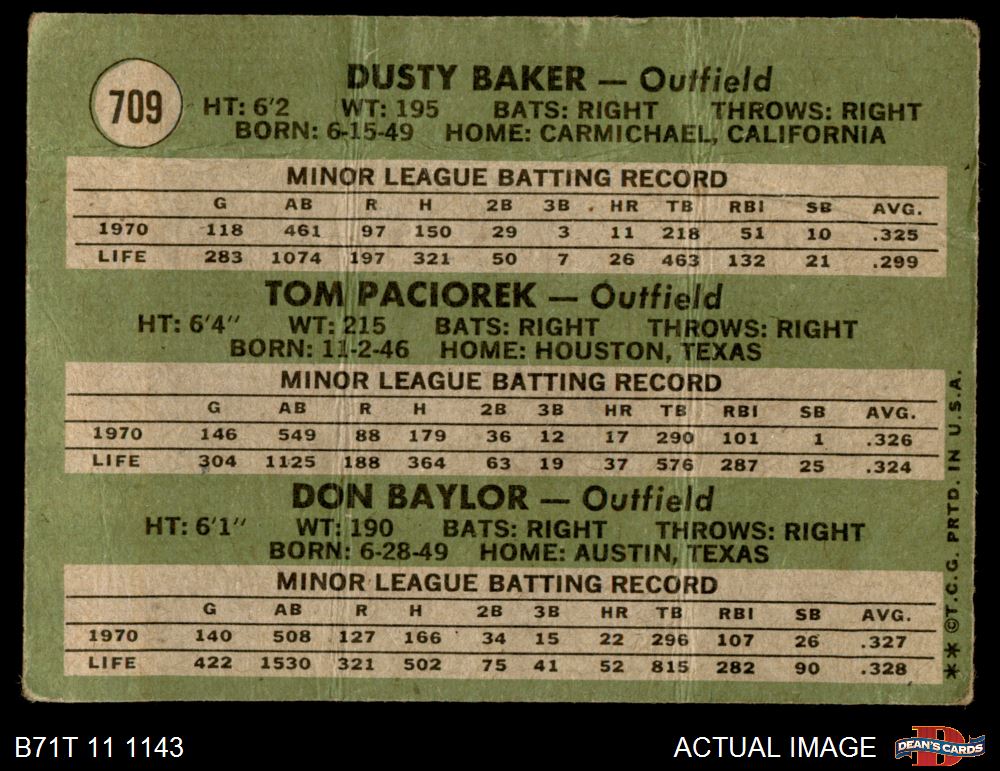 709
DUSTY BAKER — Outfield
HT: 6'2 WT: 195 BATS: RIGHT THROWS: RIGHT
BORN: 6-15-49 HOME: CARMICHAEL, CALIFORNIA
MINOR LEAGUE BATTING RECORD
G AB R H 2B 3B HR TB RBI SB AVG.
1970 118 461 97 150 29 3 11 218 51 10 .325
LIFE 283 1074 197 321 50 7 26 463 132 21 .299
TOM PACIOREK — Outfield
HT: 6'4" WT: 215 BATS: RIGHT THROWS: RIGHT
BORN: 11-2-46 HOME: HOUSTON, TEXAS
MINOR LEAGUE BATTING RECORD
G AB R H 2B 3B HR TB RBI SB AVG.
1970 146 549 88 179 36 12 17 290 101 1 .326
LIFE 304 1125 188 364 63 19 37 576 287 25 .324
DON BAYLOR — Outfield
HT: 6'1" WT: 190 BATS: RIGHT THROWS: RIGHT
BORN: 6-28-49 HOME: AUSTIN, TEXAS
MINOR LEAGUE BATTING RECORD
G AB R H 2B 3B HR TB RBI SB AVG.
1970 140 508 127 166 34 15 22 296 107 26 .327
LIFE 422 1530 321 502 75 41 52 815 282 90 .328
** ©T.C.G. PRTD. IN U.S.A.
B71T 11 1143
ACTUAL IMAGE
D
DEAN'S CARDS